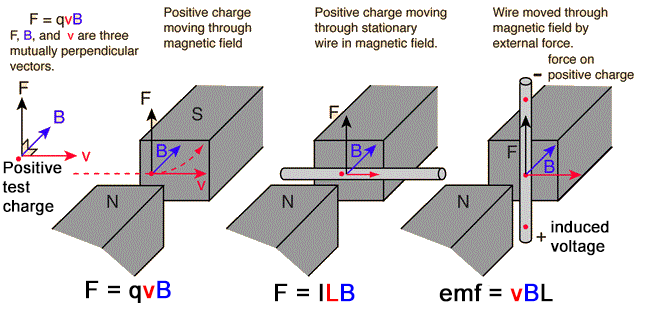 F = qvB
F, B, and v are three
mutually perpendicular
vectors.
F
B
v
Positive
test
charge
Positive charge
moving through
magnetic field
F
S
B
v
N
F = qvB
Positive charge moving
through stationary
wire in magnetic field.
F
B
N
F = ILB
Wire moved through
magnetic field by
external force.
force on
positive charge
-
F
B
N
+ induced
voltage
emf = vBL